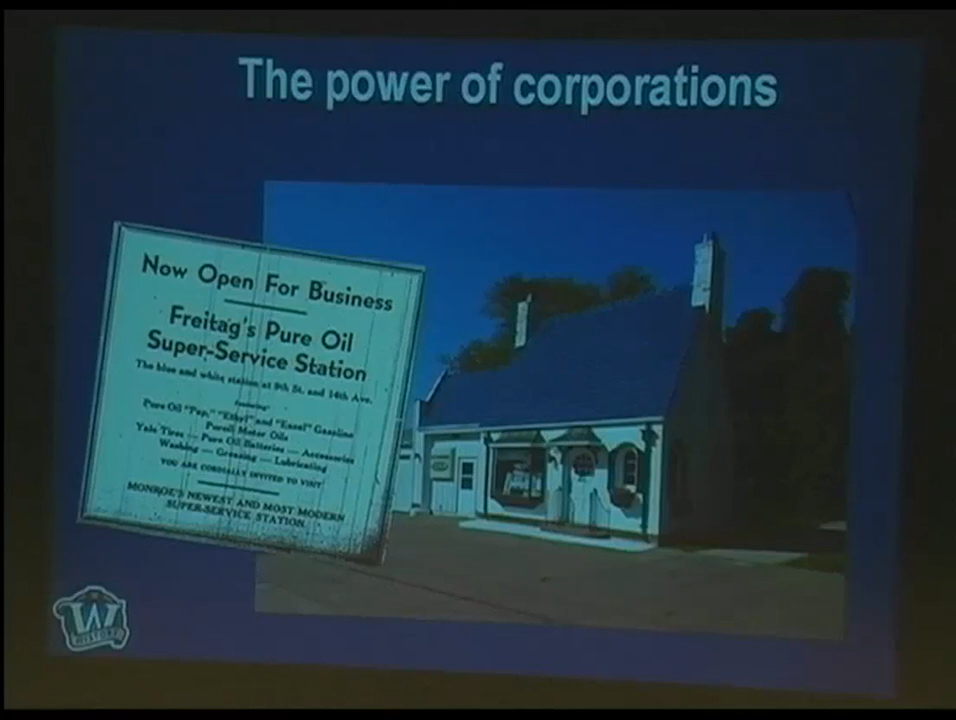 The power of corporations
Now Open For Business
Freitag's Pure Oil
Super-Service Station
The blue and white station at 9th St. and 14th Ave.
Featuring:
Pure Oil "Pep," "Ethyl" and "Ensel" Gasoline
Puroil Motor Oils
Yale Tires — Pure Oil Batteries — Accessories
Washing — Greasing — Lubricating
YOU ARE CORDIALLY INVITED TO VISIT
MONROE'S NEWEST AND MOST MODERN
SUPER-SERVICE STATION
W
HISTORY